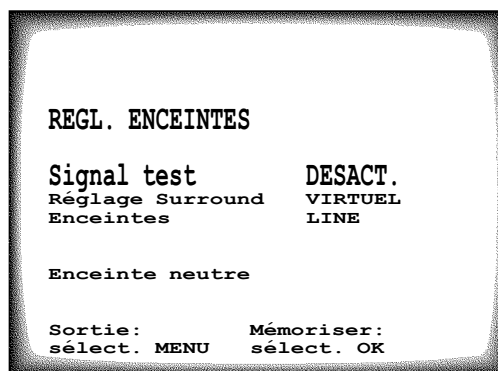 REGL. ENCEINTES
Signal test DESACT.
Réglage Surround VIRTUEL
Enceintes LINE
Enceinte neutre
Sortie: Mémoriser:
sélect. MENU sélect. OK